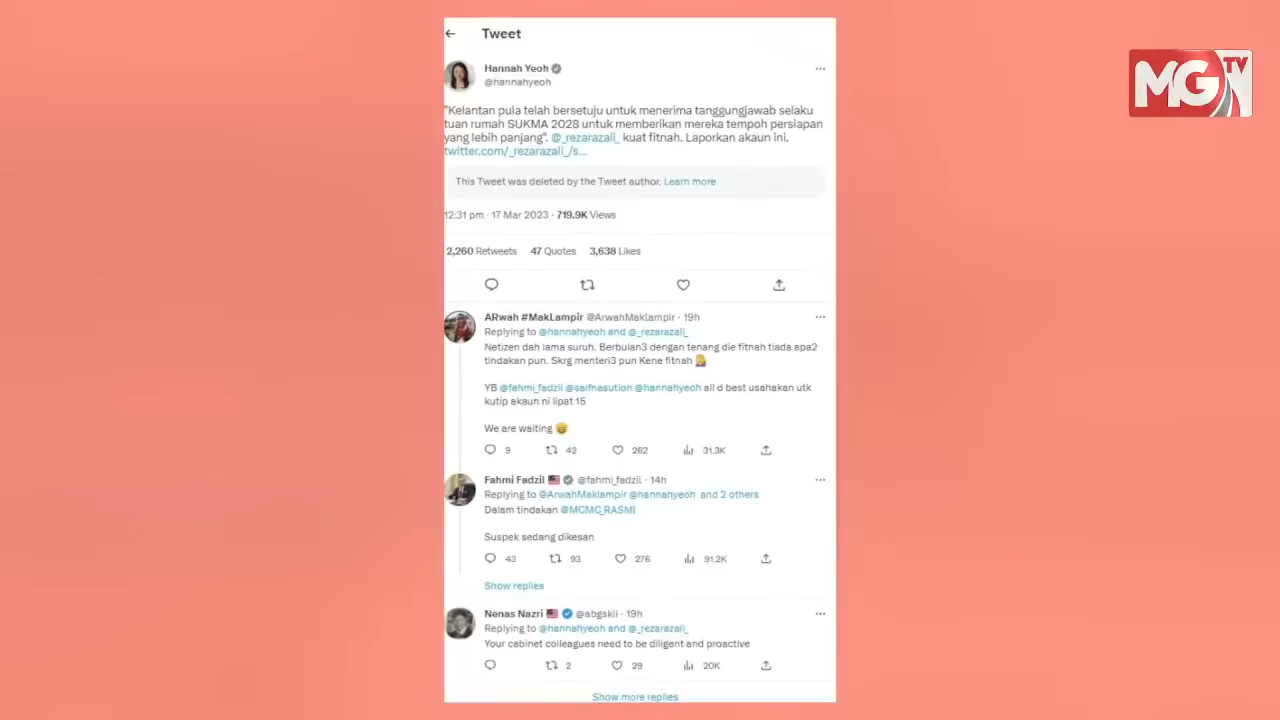 Tweet
Hannah Yeoh
@hannahyeoh
"Kelantan pula telah bersetuju untuk menerima tanggungjawab selaku
tuan rumah SUKMA 2028 untuk memberikan mereka tempoh persiapan
yang lebih panjang". @_rezarazali_ kuat fitnah. Laporkan akaun ini.
twitter.com/_rezarazali_/s...
This Tweet was deleted by the Tweet author. Learn more
12:31 pm · 17 Mar 2023 · 719.9K Views
2,260 Retweets 47 Quotes 3,638 Likes
ARwah #MakLampir @ArwahMaklampir · 19h
Replying to @hannahyeoh and @_rezarazali_
Netizen dah lama suruh. Berbulan3 dengan tenang die fitnah tiada apa2
tindakan pun. Skrg menteri3 pun Kene fitnah 🤷‍♀️
YB @fahmi_fadzil @saifnasution @hannahyeoh all d best usahakan utk
kutip akaun ni lipat 15
We are waiting 😄
9 42 262 31.3K
Fahmi Fadzil 🇲🇾 @fahmi_fadzil · 14h
Replying to @ArwahMaklampir @hannahyeoh and 2 others
Dalam tindakan @MCMC_RASMI
Suspek sedang dikesan
43 93 276 91.2K
Show replies
Nenas Nazri 🇲🇾 @abgskii · 19h
Replying to @hannahyeoh and @_rezarazali_
Your cabinet colleagues need to be diligent and proactive
2 29 20K
Show more replies
MGN TV